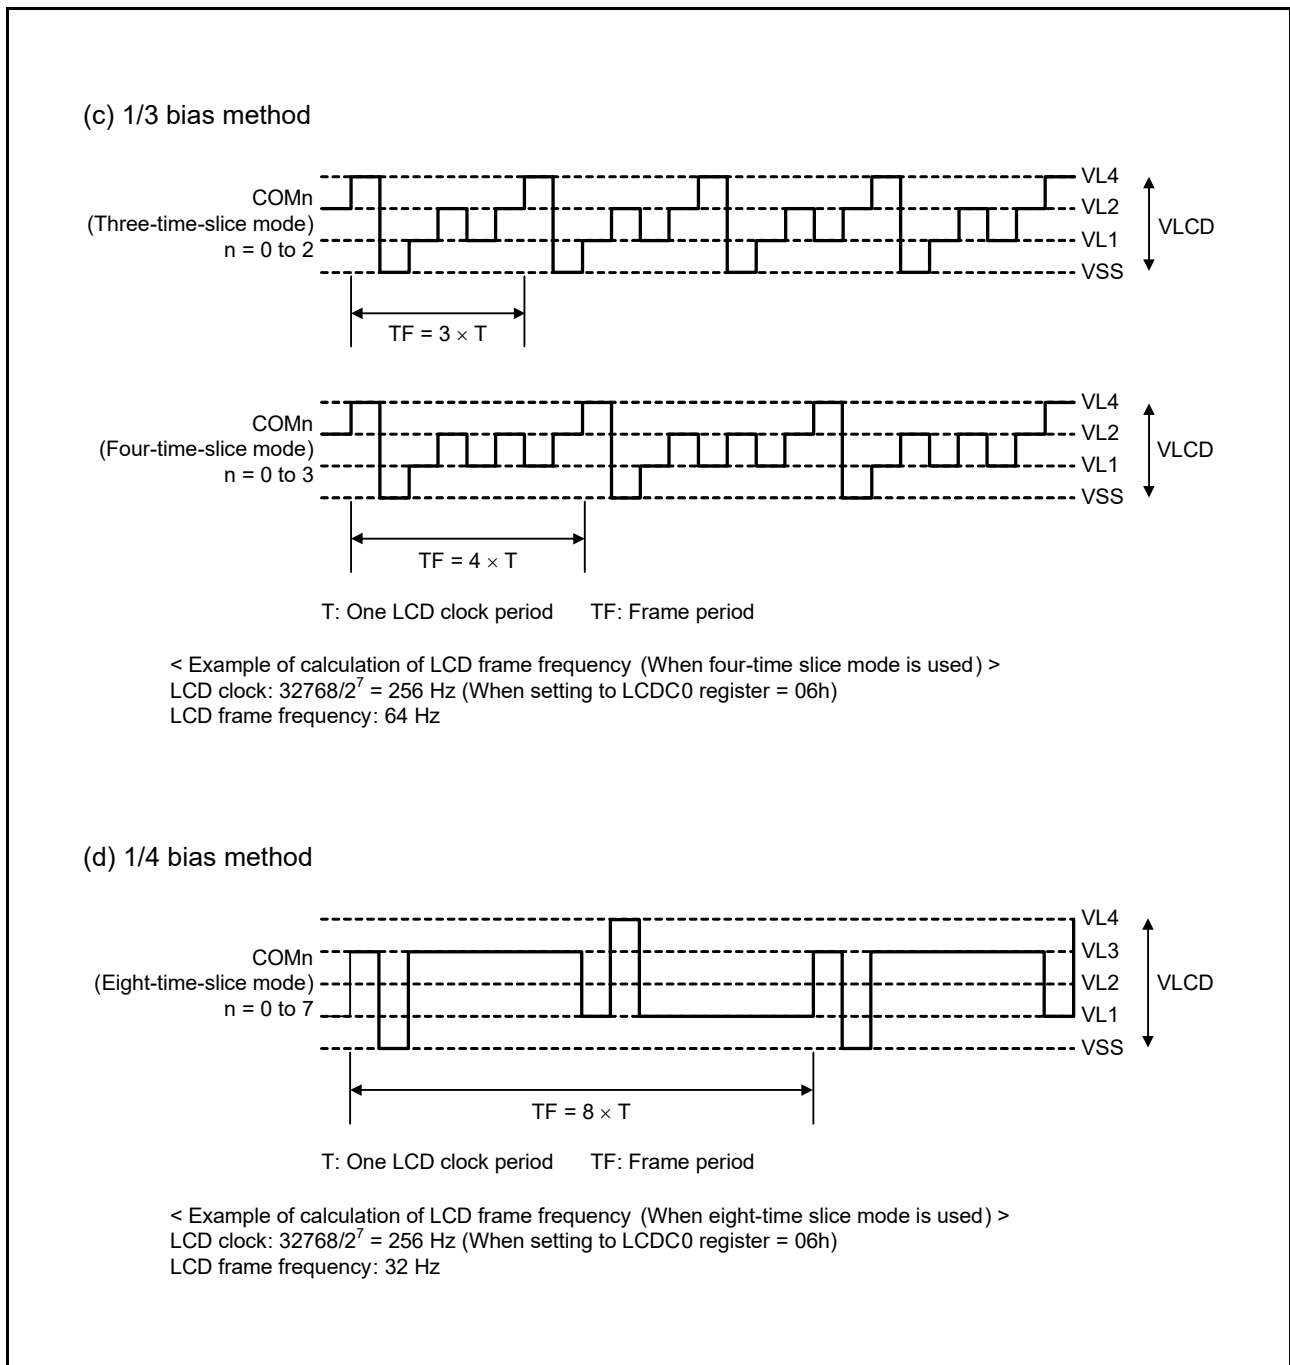 (c) 1/3 bias method
COMn
(Three-time-slice mode)
n = 0 to 2
VL4
VL2
VL1
VSS
VLCD
TF = 3 × T
COMn
(Four-time-slice mode)
n = 0 to 3
VL4
VL2
VL1
VSS
VLCD
TF = 4 × T
T: One LCD clock period TF: Frame period
< Example of calculation of LCD frame frequency (When four-time slice mode is used) >
LCD clock: 32768/2⁷ = 256 Hz (When setting to LCDC0 register = 06h)
LCD frame frequency: 64 Hz
(d) 1/4 bias method
COMn
(Eight-time-slice mode)
n = 0 to 7
VL4
VL3
VL2
VL1
VSS
VLCD
TF = 8 × T
T: One LCD clock period TF: Frame period
< Example of calculation of LCD frame frequency (When eight-time slice mode is used) >
LCD clock: 32768/2⁷ = 256 Hz (When setting to LCDC0 register = 06h)
LCD frame frequency: 32 Hz